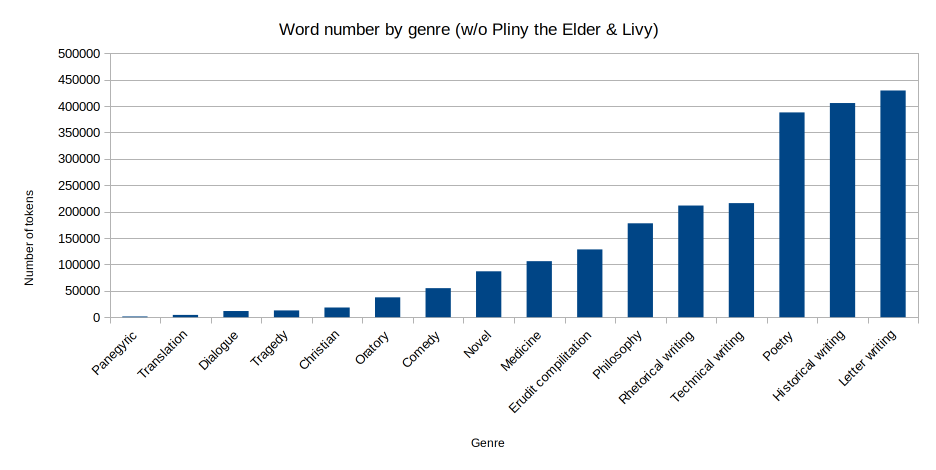 Word number by genre (w/o Pliny the Elder & Livy)
500000
450000
400000
350000
300000
250000
200000
150000
100000
50000
0
Number of tokens
Panegyric
Translation
Dialogue
Tragedy
Christian
Oratory
Comedy
Novel
Medicine
Erudit compilitation
Philosophy
Rhetorical writing
Technical writing
Poetry
Historical writing
Letter writing
Genre